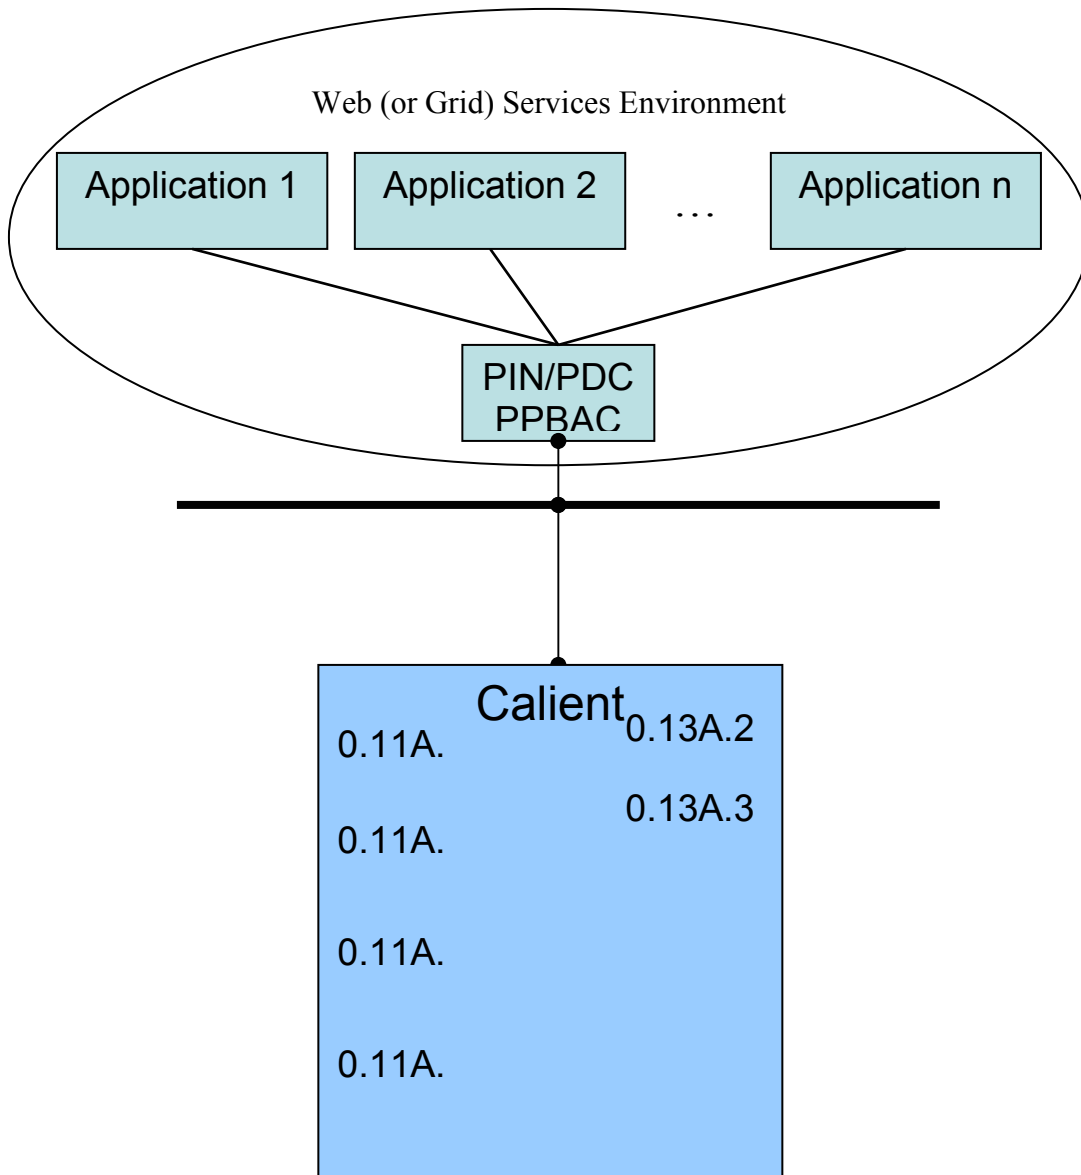 Web (or Grid) Services Environment
Application 1
Application 2
...
Application n
PIN/PDC
PPBAC
Calient
0.11A.
0.13A.2
0.13A.3
0.11A.
0.11A.
0.11A.